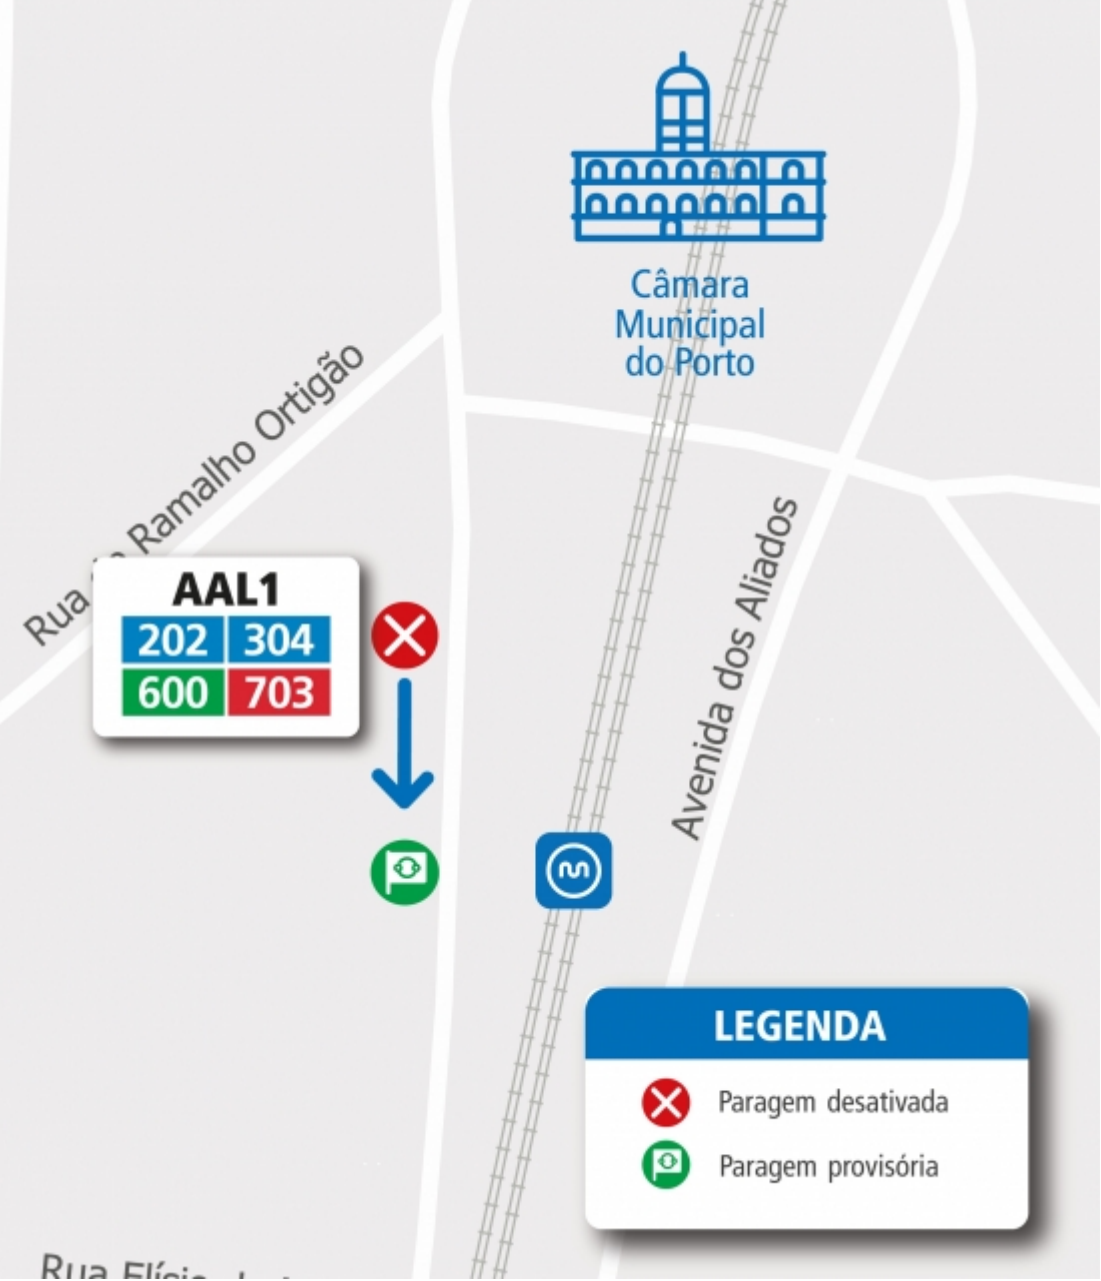 Câmara
Municipal
do Porto
Rua Ramalho Ortigão
AAL1
202 304
600 703
Avenida dos Aliados
LEGENDA
Paragem desativada
Paragem provisória
Rua Elísio